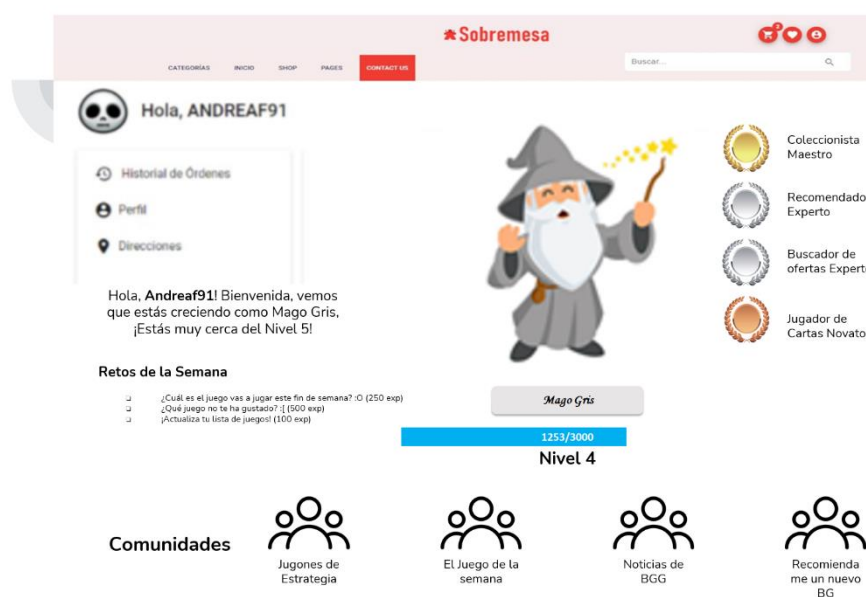 Sobremesa
2
CATEGORÍAS INICIO SHOP PAGES CONTACT US
Buscar...
Hola, ANDREAF91
Historial de Órdenes
Perfil
Direcciones
Coleccionista
Maestro
Recomendado
Experto
Buscador de
ofertas Expert
Jugador de
Cartas Novato
Hola, Andreaf91! Bienvenida, vemos
que estás creciendo como Mago Gris,
¡Estás muy cerca del Nivel 5!
Retos de la Semana
¿Cuál es el juego vas a jugar este fin de semana? :O (250 exp)
¿Qué juego no te ha gustado? :[ (500 exp)
¡Actualiza tu lista de juegos! (100 exp)
Mago Gris
1253/3000
Nivel 4
Comunidades
Jugones de
Estrategia
El Juego de la
semana
Noticias de
BGG
Recomienda
me un nuevo
BG